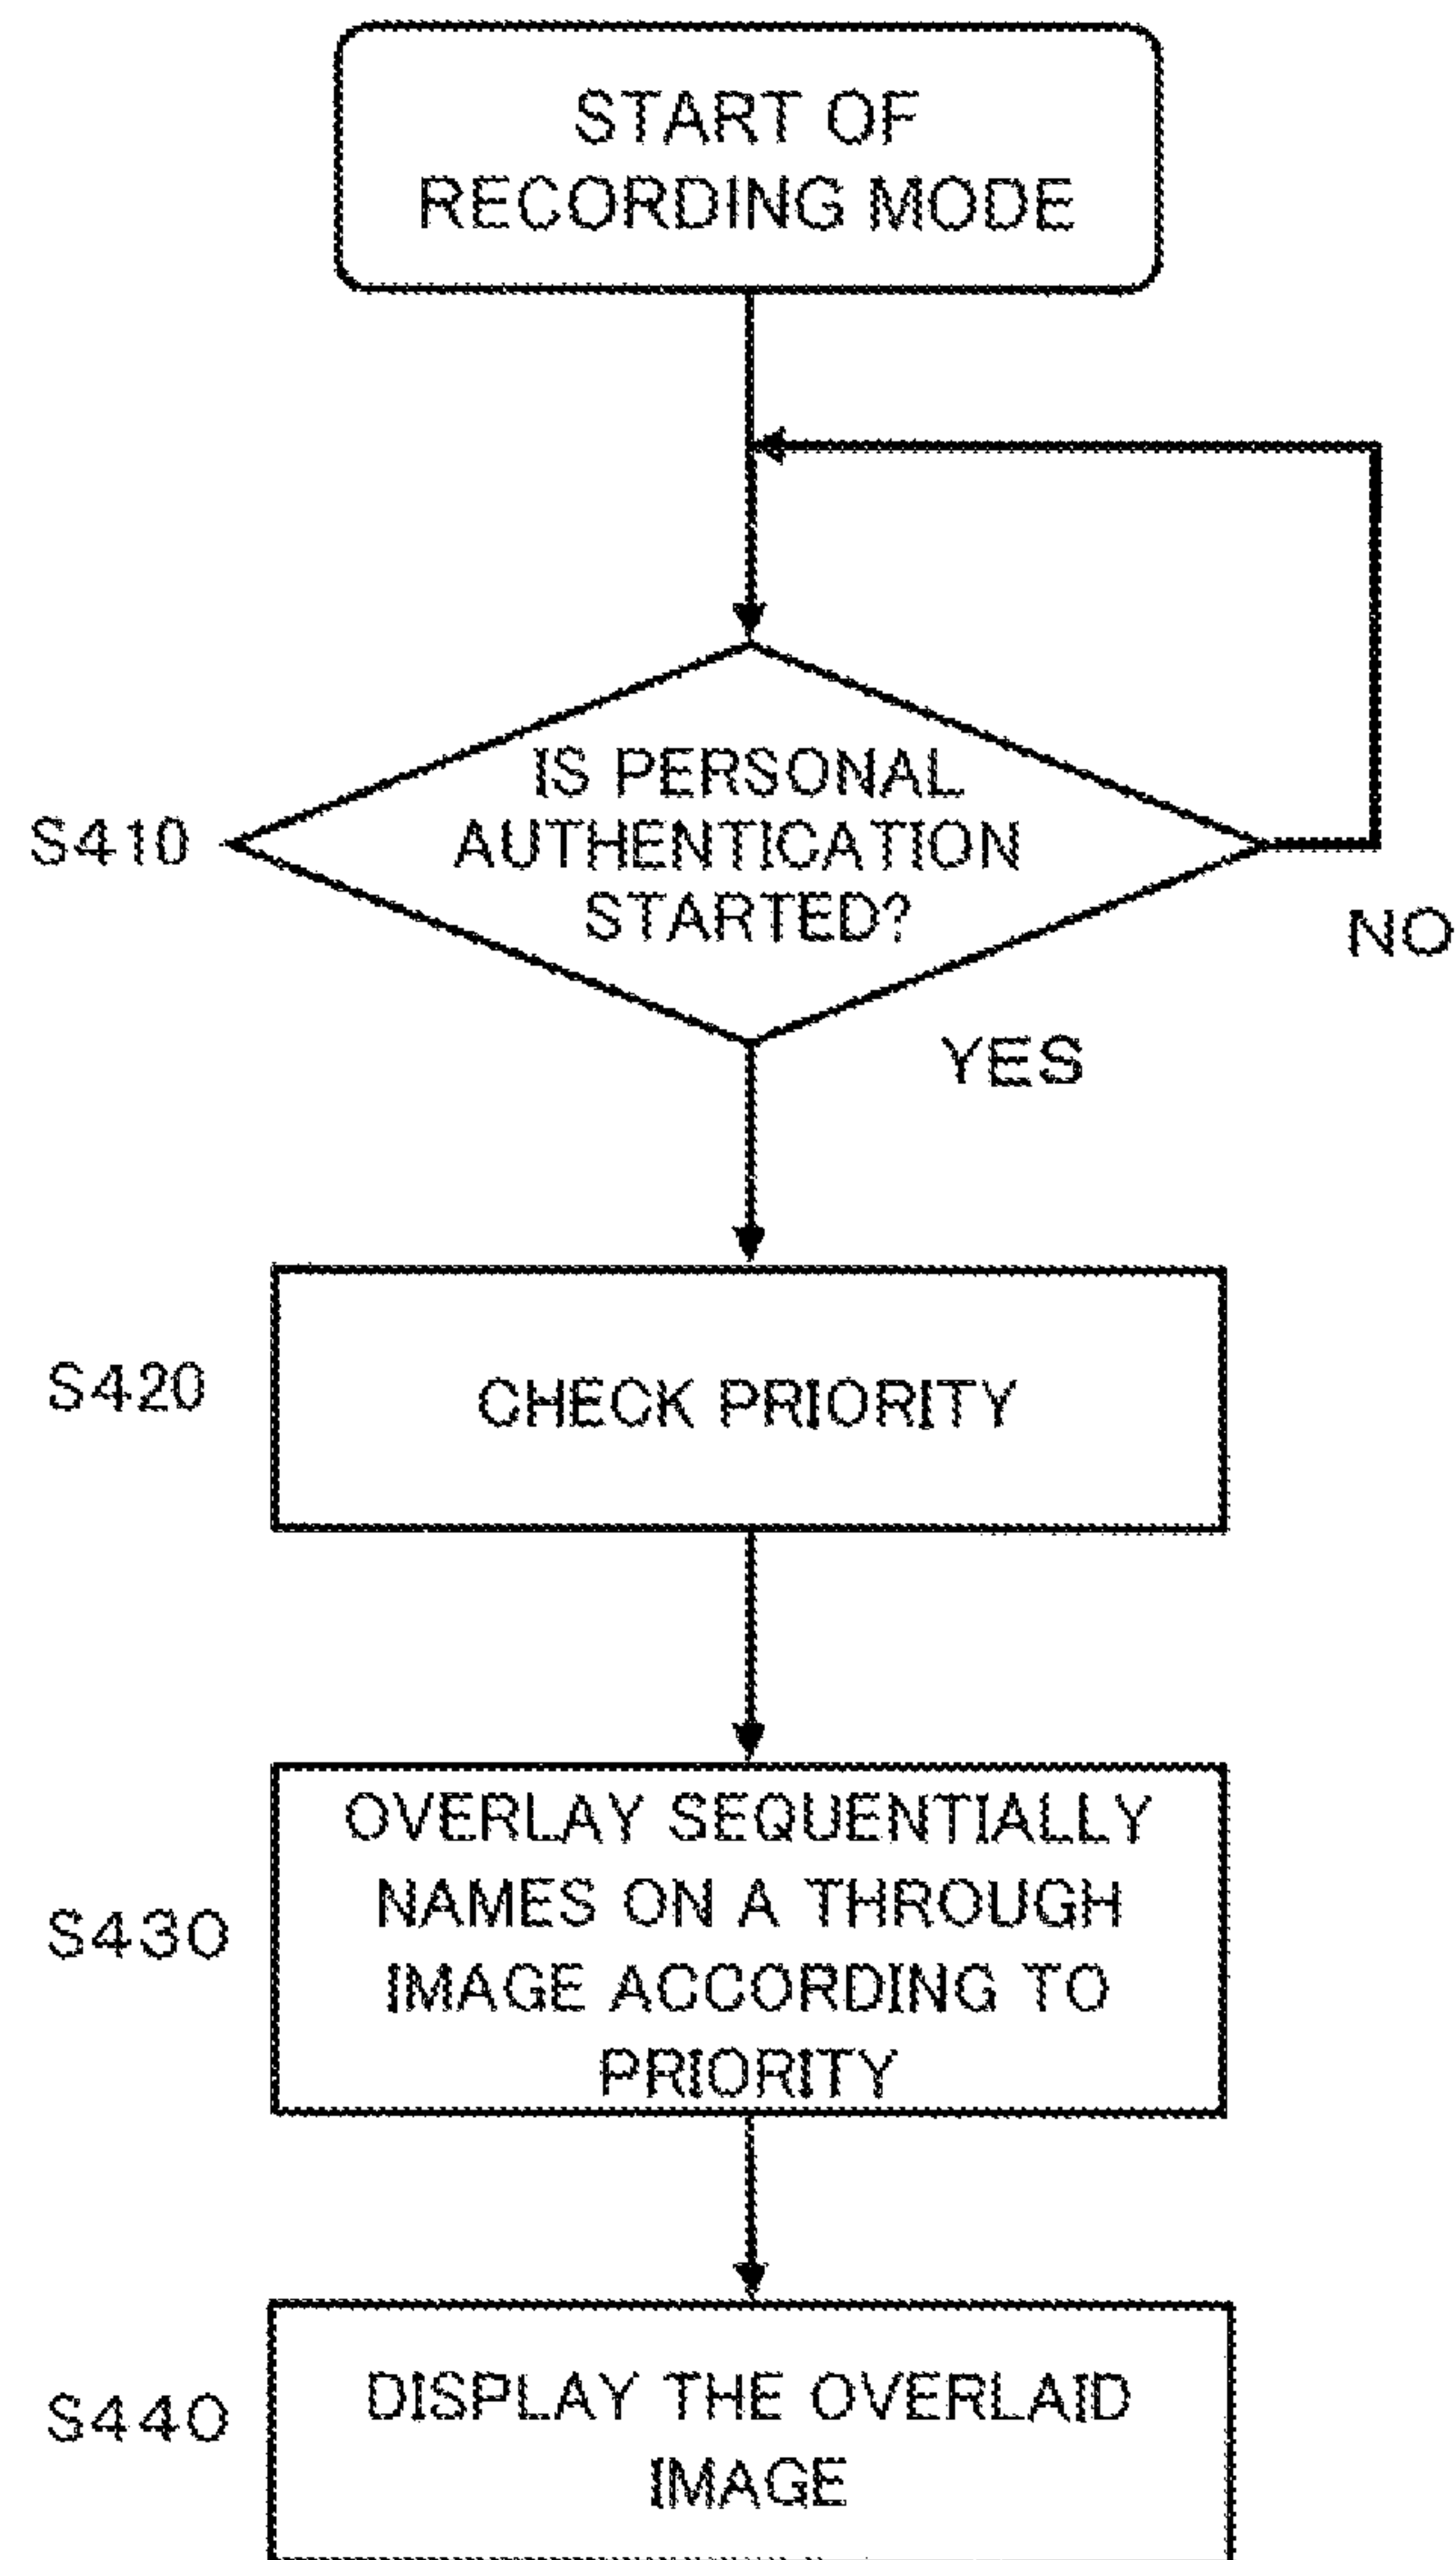 START OF
RECORDING MODE
IS PERSONAL
AUTHENTICATION
STARTED?
S410
NO
YES
S420
CHECK PRIORITY
OVERLAY SEQUENTIALLY
NAMES ON A THROUGH
IMAGE ACCORDING TO
PRIORITY
S430
DISPLAY THE OVERLAID
IMAGE
S440